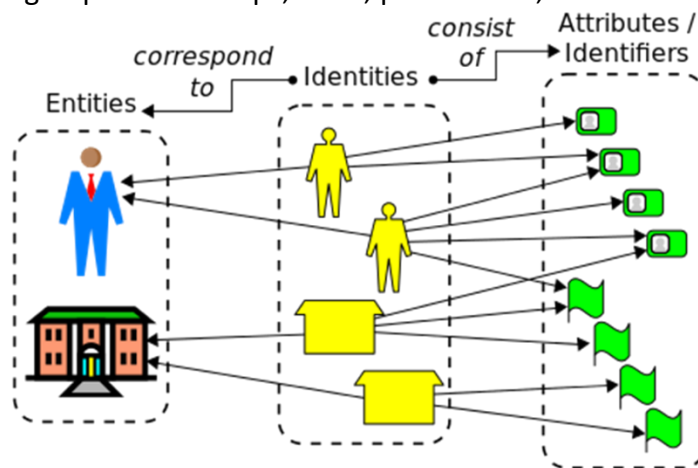 consist
of
Attributes /
Identifiers
correspond
to
Identities
Entities